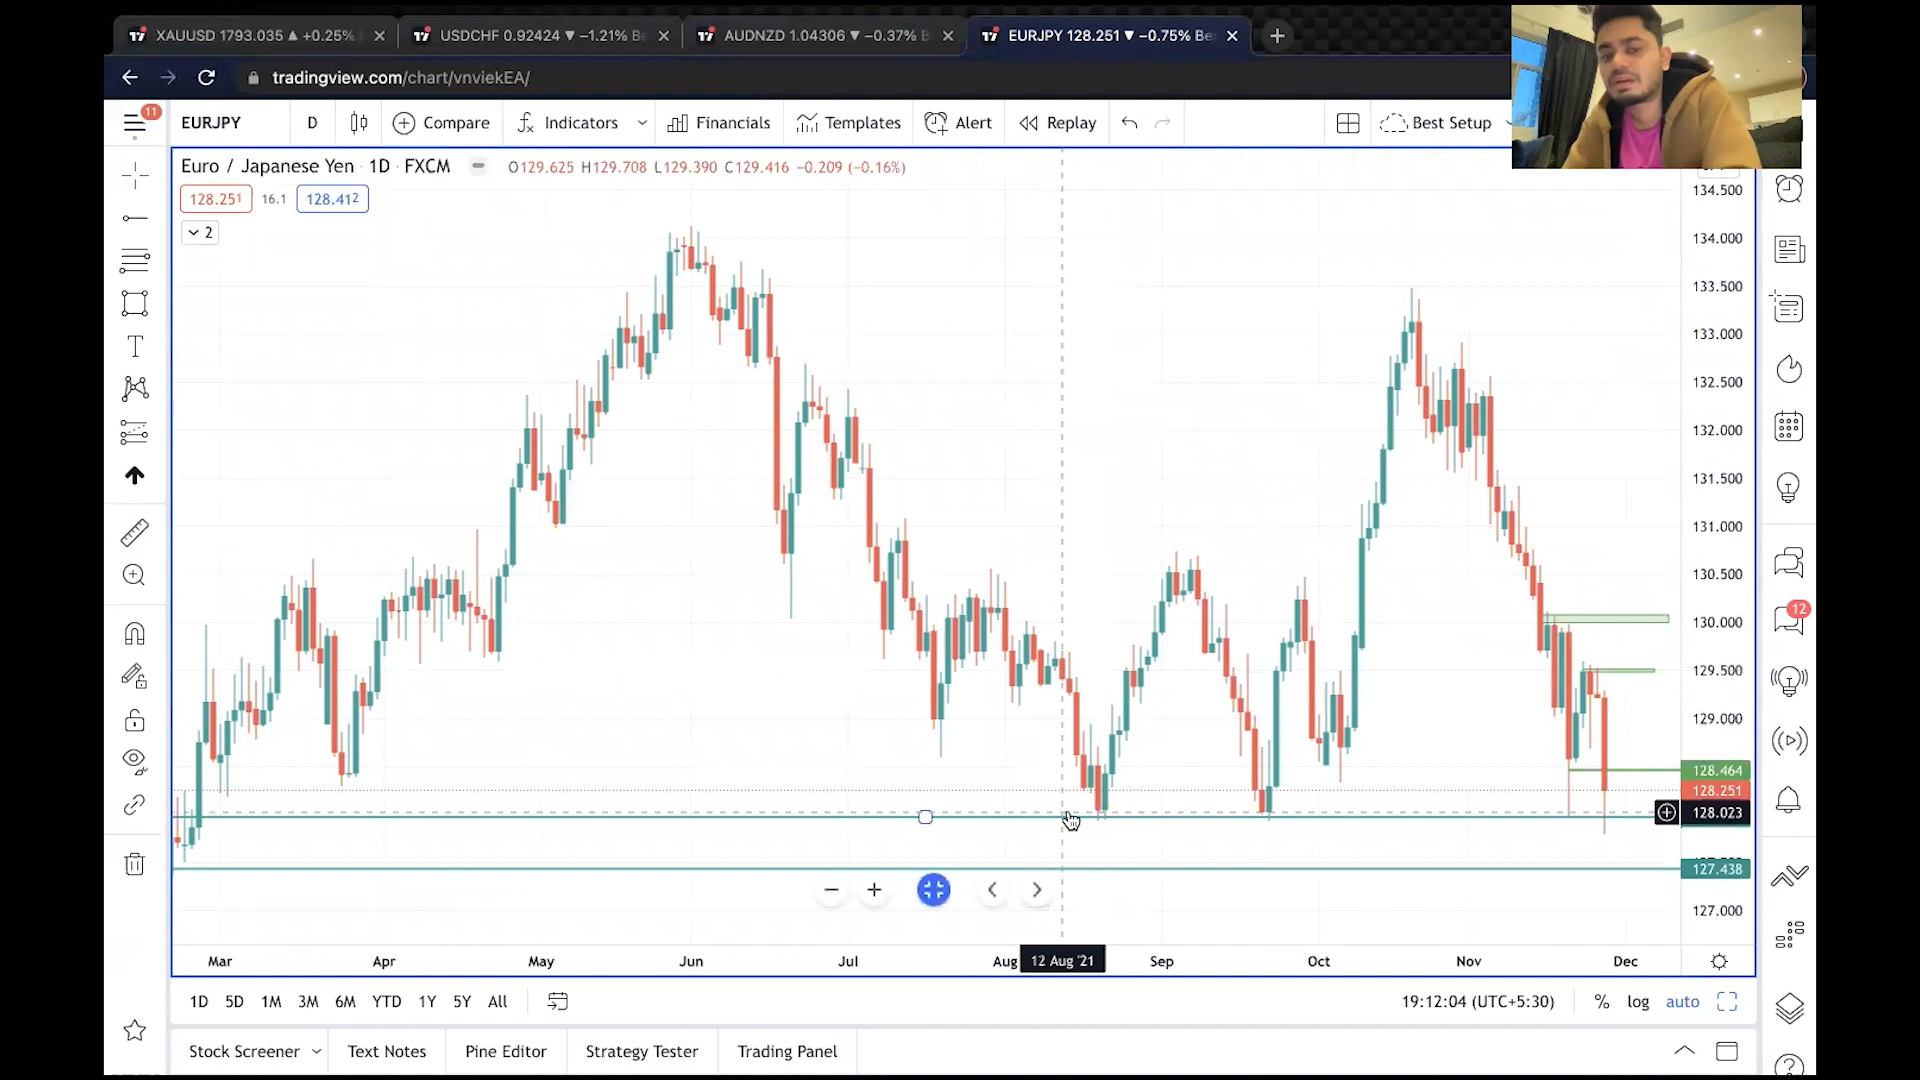 XAUUSD 1793.035 ▲ +0.25%
USDCHF 0.92424 ▼ −1.21% Be
AUDNZD 1.04306 ▼ −0.37% B
EURJPY 128.251 ▼ −0.75% Be
tradingview.com/chart/vnviekEA/
11
EURJPY
D
Compare
Indicators
Financials
Templates
Alert
Replay
Best Setup
Euro / Japanese Yen · 1D · FXCM
O129.625 H129.708 L129.390 C129.416 −0.209 (−0.16%)
128.251
16.1
128.412
2
134.500
134.000
133.500
133.000
132.500
132.000
131.500
131.000
130.500
130.000
129.500
129.000
128.464
128.251
128.023
127.438
127.000
12
Mar
Apr
May
Jun
Jul
Aug
12 Aug '21
Sep
Oct
Nov
Dec
1D 5D 1M 3M 6M YTD 1Y 5Y All
19:12:04 (UTC+5:30)
% log auto
Stock Screener
Text Notes
Pine Editor
Strategy Tester
Trading Panel